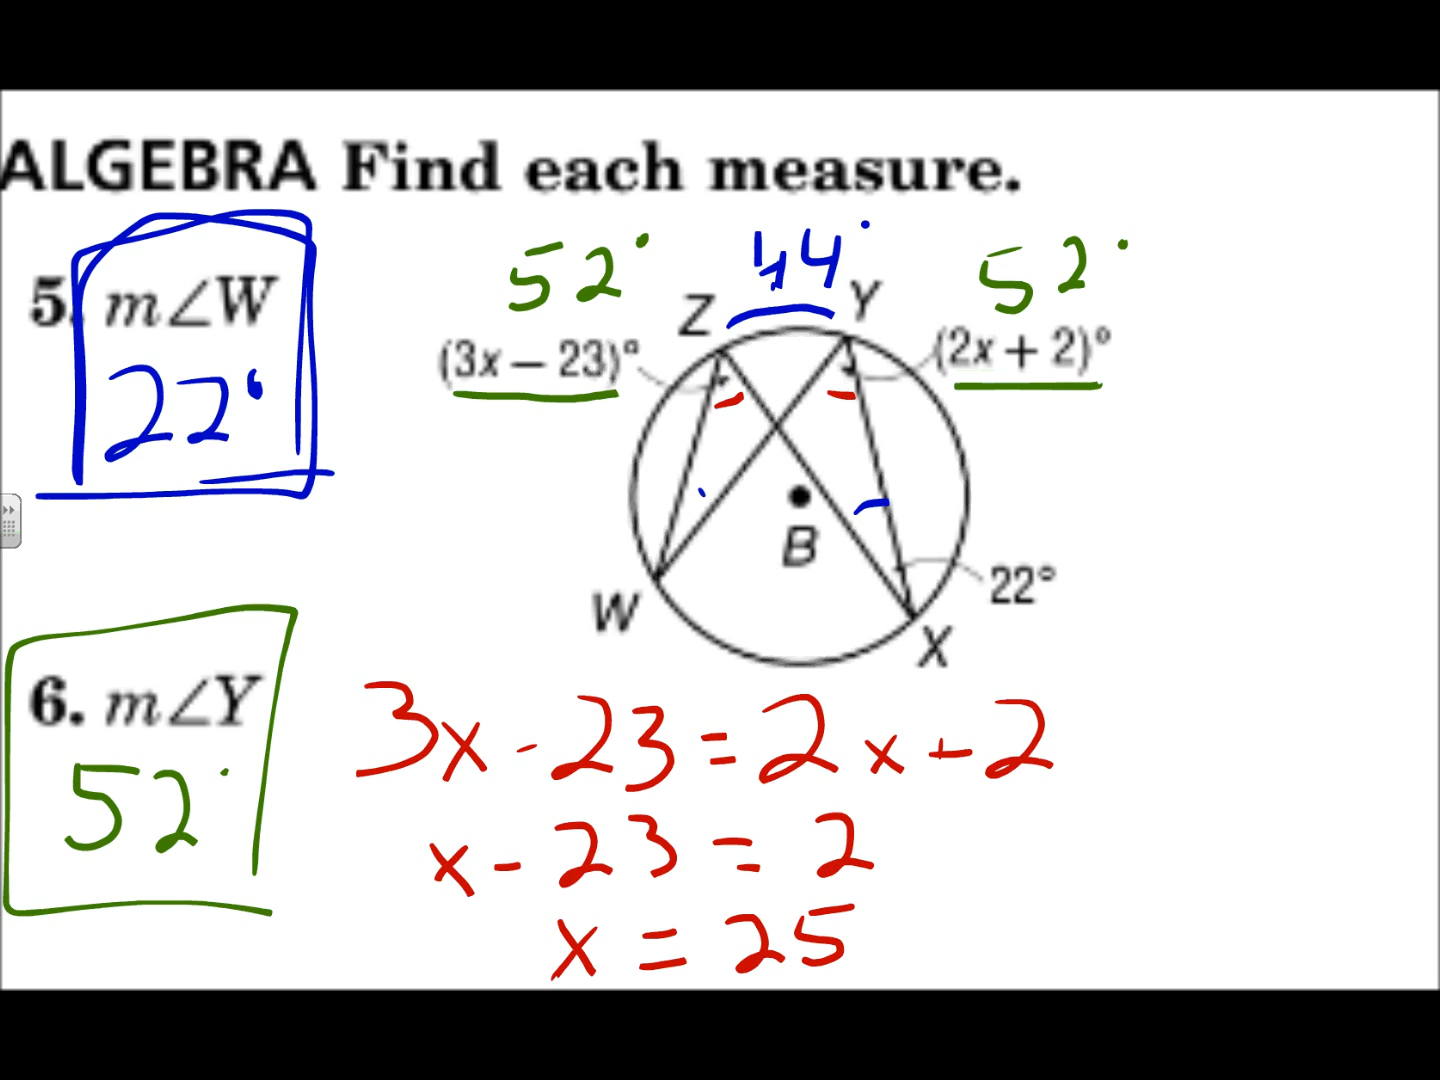 ALGEBRA Find each measure.
5. m∠W
22°
52°
44°
52°
Z
Y
(3x – 23)°
(2x + 2)°
B
W
22°
X
6. m∠Y
52°
3x - 23 = 2x + 2
x - 23 = 2
x = 25